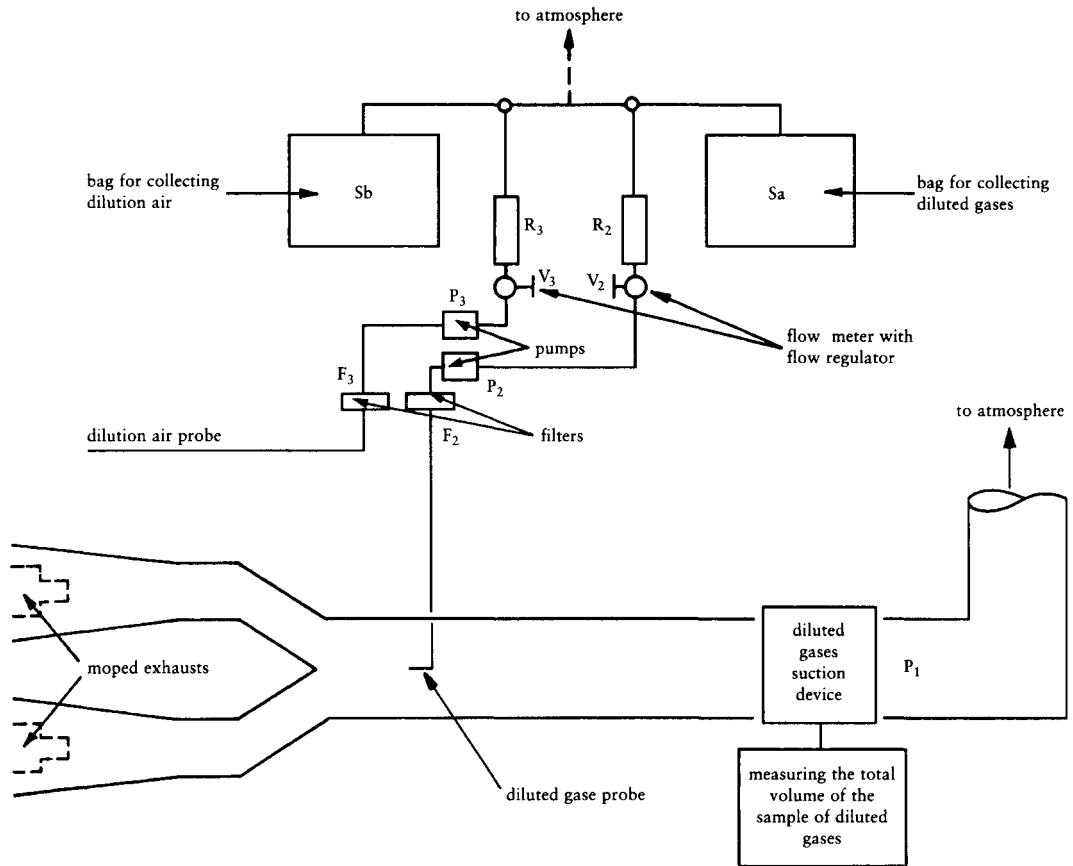 to atmosphere
bag for collecting
dilution air
Sb
Sa
bag for collecting
diluted gases
R3
R2
V3
V2
P3
flow meter with
flow regulator
pumps
F3
P2
to atmosphere
dilution air probe
F2
filters
diluted
gases
suction
device
P1
moped exhausts
diluted gase probe
measuring the total
volume of the
sample of diluted
gases